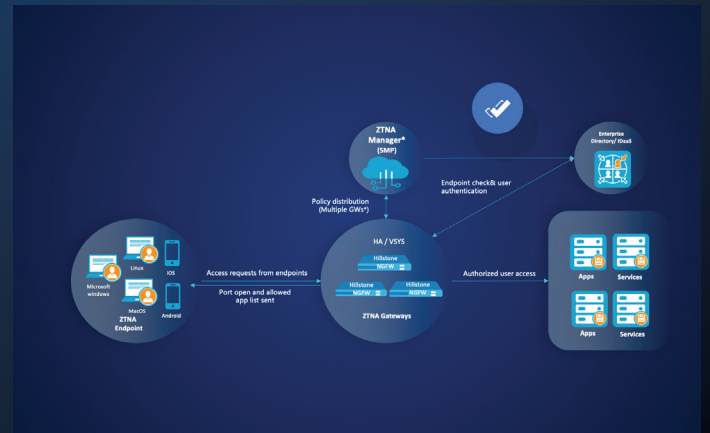 ZTNA
Manager*
(SMP)
Enterprise
Directory/ IDaaS
Policy distribution
(Multiple GWs*)
Endpoint check& user
authentication
HA / VSYS
Hillstone
NGFW
Hillstone
NGFW
Hillstone
NGFW
ZTNA Gateways
Access requests from endpoints
Port open and allowed
app list sent
Authorized user access
Microsoft
windows
Linux
iOS
MacOS
Android
ZTNA
Endpoint
Apps
Services
Apps
Services